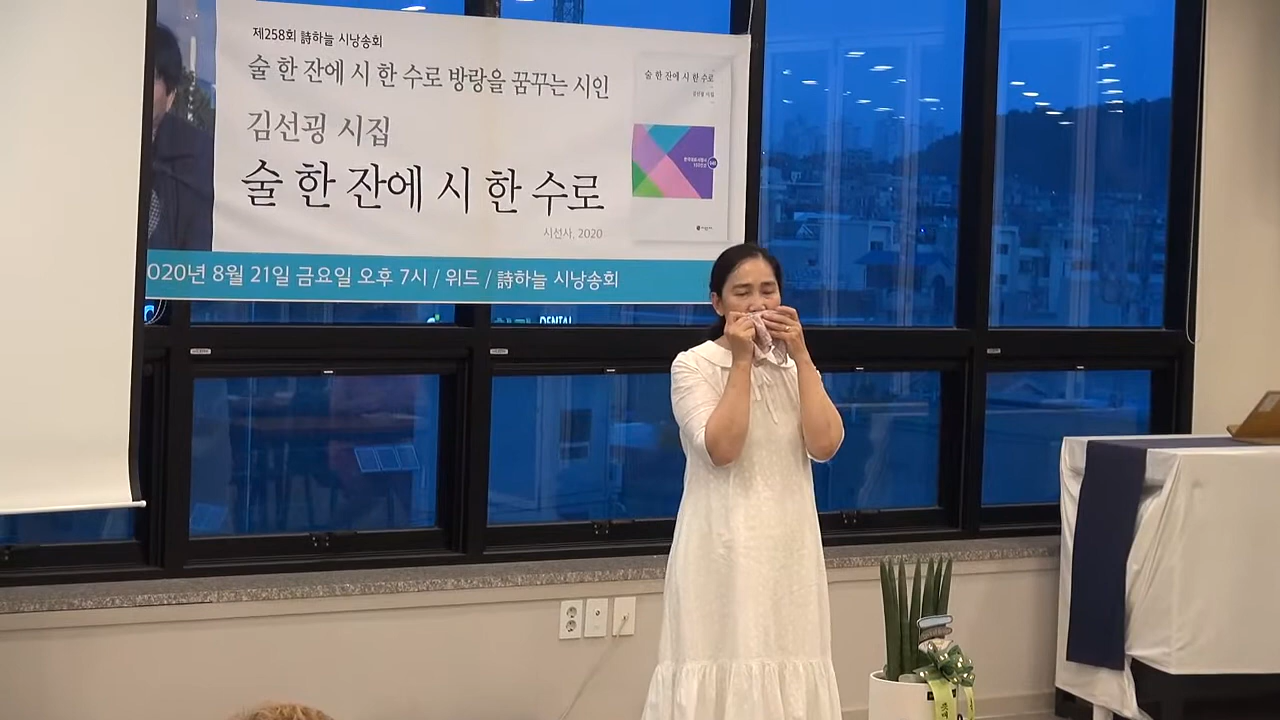 제258회 詩하늘 시낭송회
술 한 잔에 시 한 수로 방랑을 꿈꾸는 시인
김선굉 시집
술 한 잔에 시 한 수로
시선사, 2020
020년 8월 21일 금요일 오후 7시 / 위드 / 詩하늘 시낭송회
술 한 잔에 시 한 수로
DENTAL